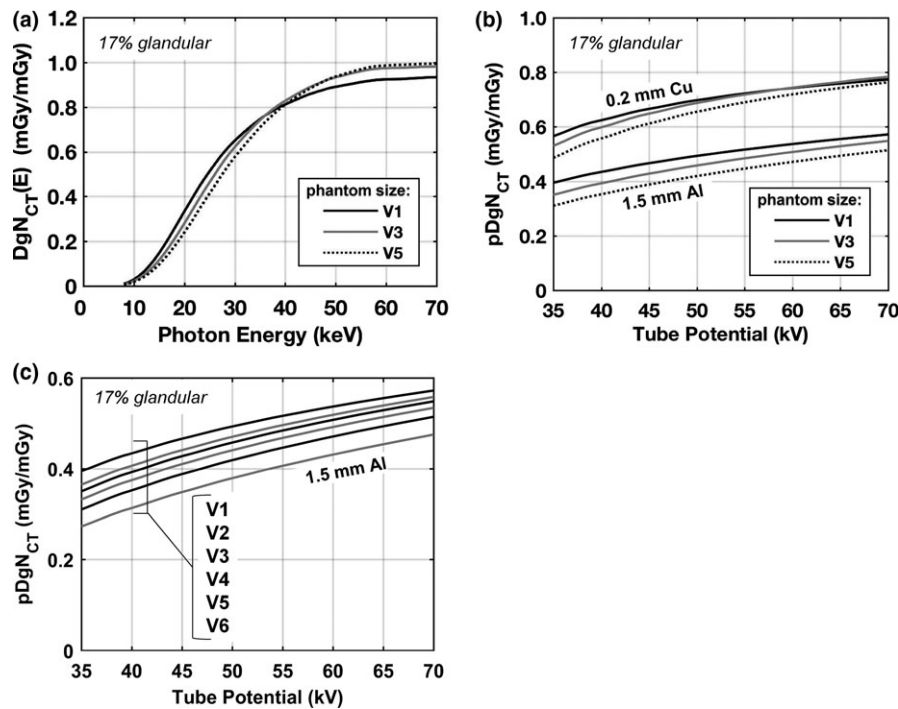 (a)
1.2
1.0
0.8
0.6
0.4
0.2
0
DgN_CT(E) (mGy/mGy)
17% glandular
phantom size:
V1
V3
V5
0 10 20 30 40 50 60 70
Photon Energy (keV)
(b)
1.0
0.8
0.6
0.4
0.2
0
pDgN_CT (mGy/mGy)
17% glandular
0.2 mm Cu
1.5 mm Al
phantom size:
V1
V3
V5
35 40 45 50 55 60 65 70
Tube Potential (kV)
(c)
0.6
0.4
0.2
0
pDgN_CT (mGy/mGy)
17% glandular
1.5 mm Al
V1
V2
V3
V4
V5
V6
35 40 45 50 55 60 65 70
Tube Potential (kV)